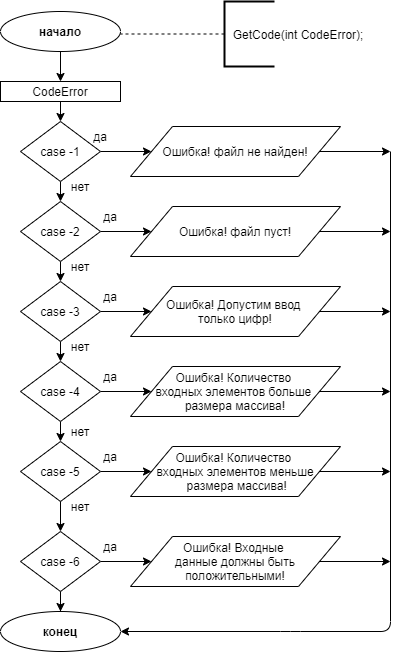 начало
GetCode(int CodeError);
CodeError
да
case -1
Ошибка! файл не найден!
нет
да
case -2
Ошибка! файл пуст!
нет
да
case -3
Ошибка! Допустим ввод
только цифр!
нет
да
case -4
Ошибка! Количество
входных элементов больше
размера массива!
нет
да
case -5
Ошибка! Количество
входных элементов меньше
размера массива!
нет
да
case -6
Ошибка! Входные
данные должны быть
положительными!
конец